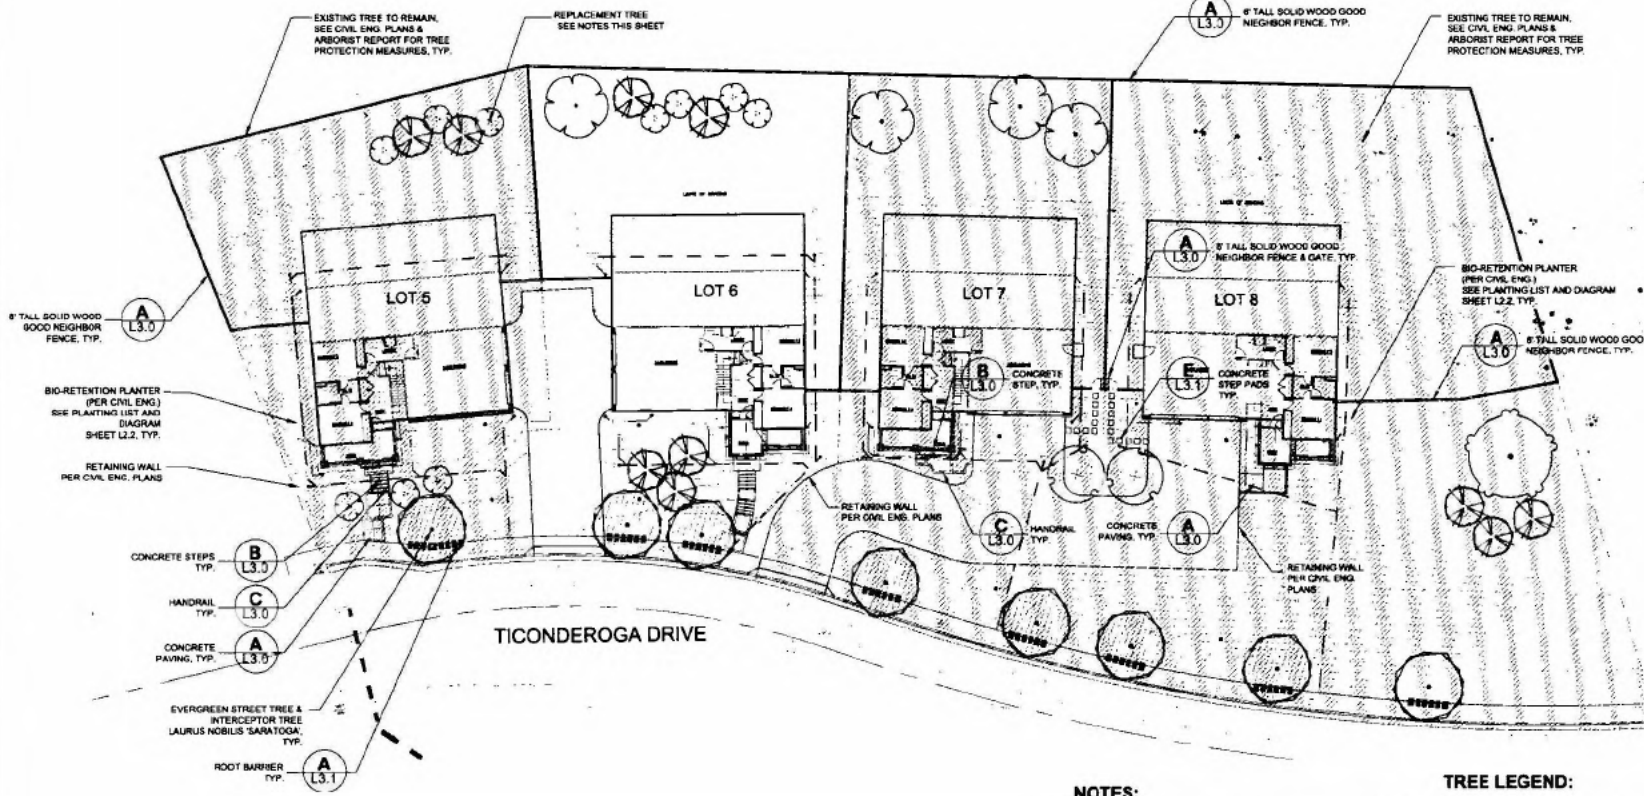 EXISTING TREE TO REMAIN,
SEE CIVIL ENG. PLANS &
ARBORIST REPORT FOR TREE
PROTECTION MEASURES, TYP.
REPLACEMENT TREE
SEE NOTES THIS SHEET
A
L3.0
6' TALL SOLID WOOD GOOD
NIEGHBOR FENCE, TYP.
EXISTING TREE TO REMAIN,
SEE CIVIL ENG. PLANS &
ARBORIST REPORT FOR TREE
PROTECTION MEASURES, TYP.
LOT 5
LOT 6
LOT 7
LOT 8
A
L3.0
6' TALL SOLID WOOD GOOD
NEIGHBOR FENCE & GATE, TYP.
BIO-RETENTION PLANTER
(PER CIVIL ENG.)
SEE PLANTING LIST AND DIAGRAM
SHEET L2.2, TYP.
6' TALL SOLID WOOD
GOOD NEIGHBOR
FENCE, TYP.
A
L3.0
A
L3.0
6' TALL SOLID WOOD GOO
NEIGHBOR FENCE, TYP.
B
L3.0
CONCRETE
STEP, TYP.
E
L3.1
CONCRETE
STEP PADS
TYP.
BIO-RETENTION PLANTER
(PER CIVIL ENG.)
SEE PLANTING LIST AND
DIAGRAM
SHEET L2.2, TYP.
RETAINING WALL
PER CIVIL ENG. PLANS
RETAINING WALL
PER CIVIL ENG. PLANS
C
L3.0
HANDRAIL
TYP.
CONCRETE
PAVING, TYP.
A
L3.0
RETAINING WALL
PER CIVIL ENG.
PLANS
CONCRETE STEPS
TYP.
B
L3.0
HANDRAIL
TYP.
C
L3.0
CONCRETE
PAVING, TYP.
A
L3.0
TICONDEROGA DRIVE
EVERGREEN STREET TREE &
INTERCEPTOR TREE
LAURUS NOBILIS 'SARATOGA',
TYP.
ROOT BARRIER
TYP.
A
L3.1
NOTES:
TREE LEGEND: